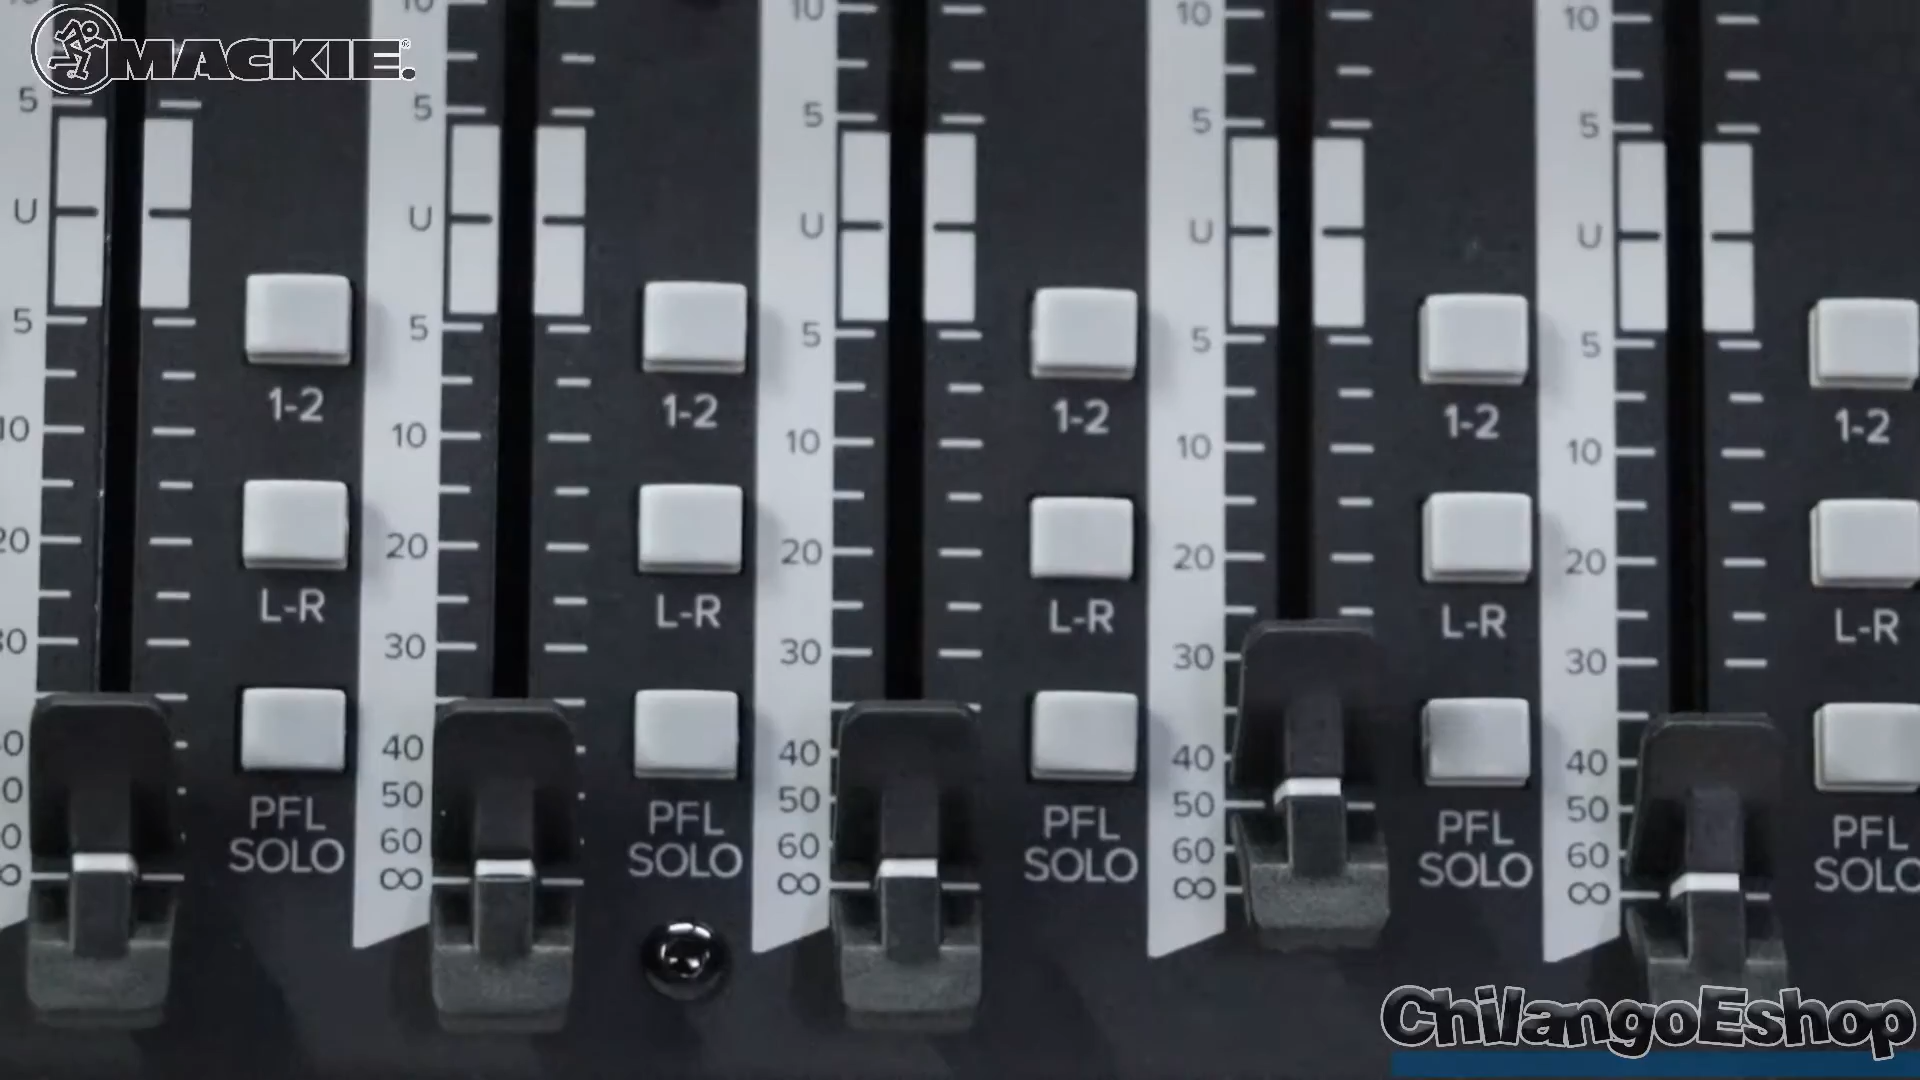 10 10 10 10
MACKIE.
5 5 5 5 5
U U U U U
5 5 5 5 5
1-2 1-2 1-2 1-2 1-2
10 10 10 10 10
20 20 20 20 20
L-R L-R L-R L-R L-R
30 30 30 30 30
40 40 40 40
50 50 50 50
PFL PFL PFL PFL PFL
60 60 60 60
SOLO SOLO SOLO SOLO SOLO
∞ ∞ ∞ ∞ ∞
ChilangoEshop